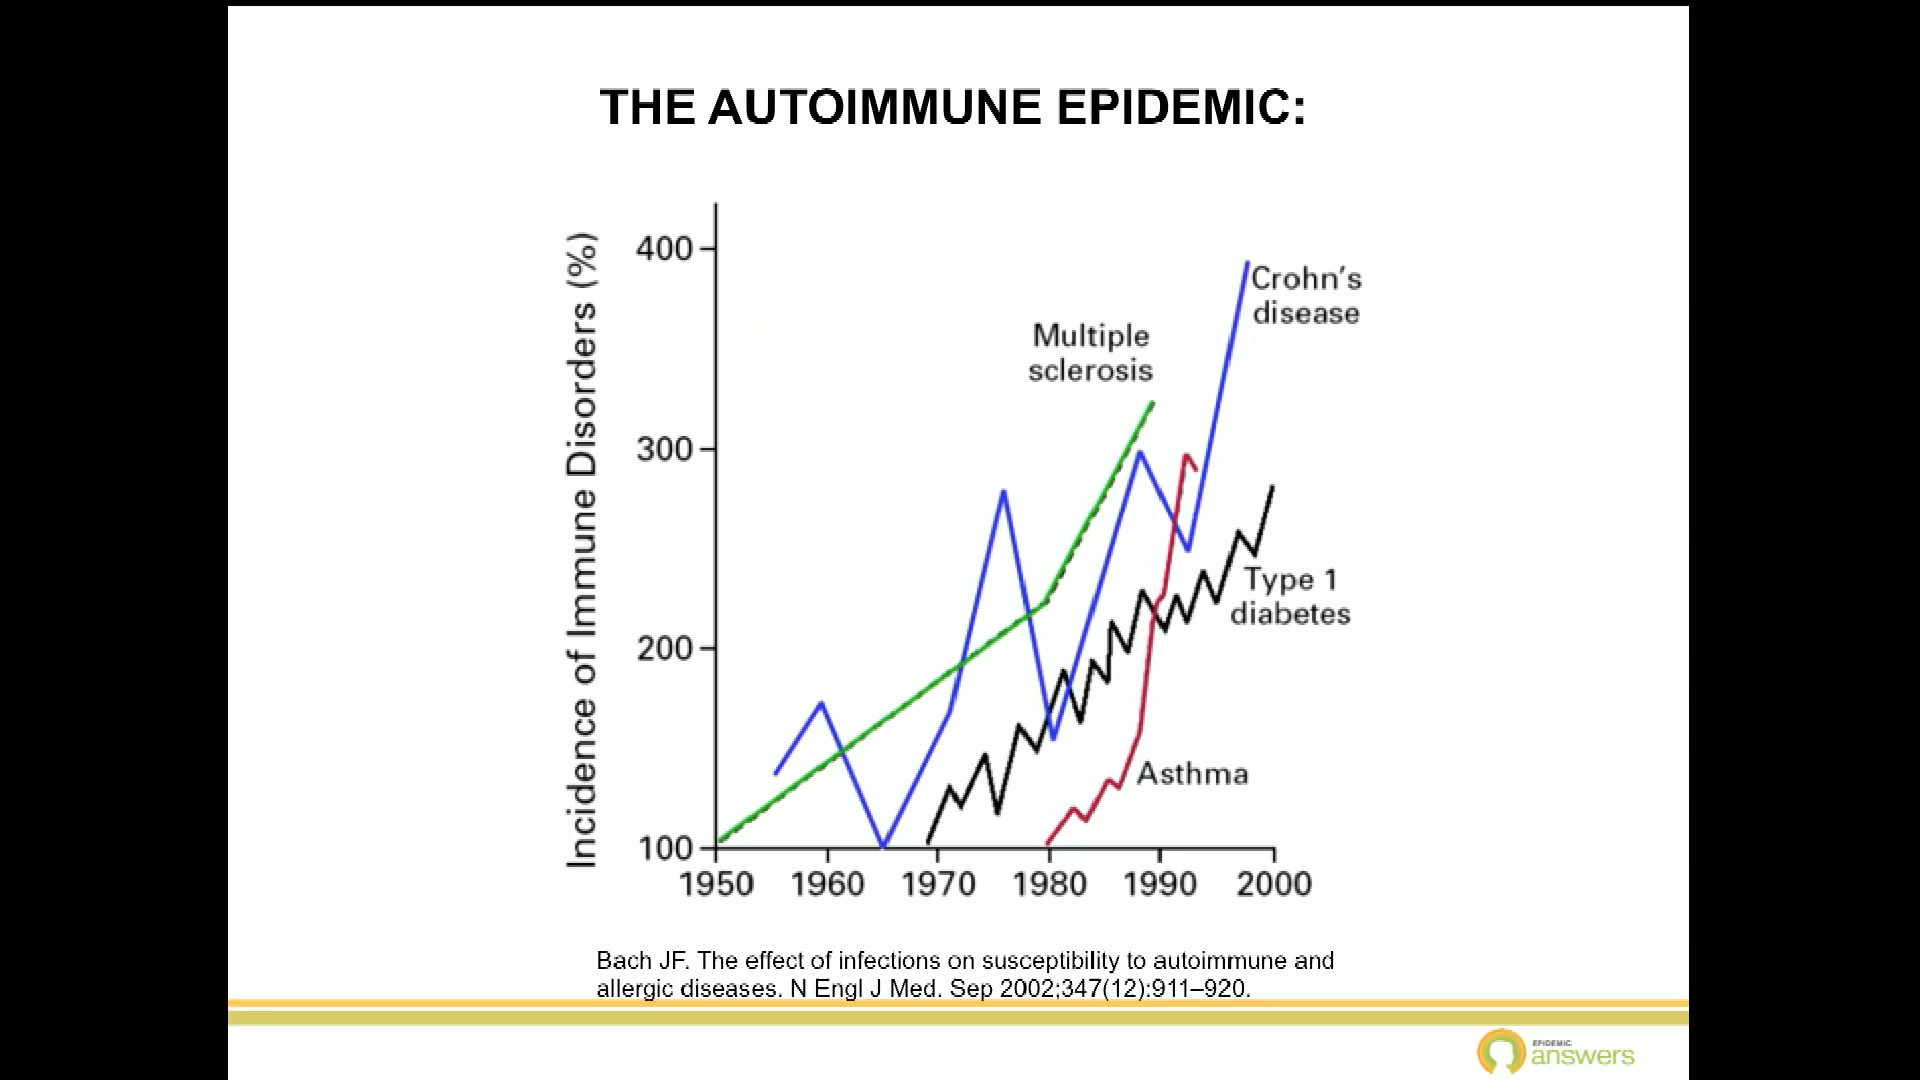 THE AUTOIMMUNE EPIDEMIC:
Incidence of Immune Disorders (%)
400
300
200
100
1950 1960 1970 1980 1990 2000
Multiple
sclerosis
Crohn's
disease
Type 1
diabetes
Asthma
Bach JF. The effect of infections on susceptibility to autoimmune and
allergic diseases. N Engl J Med. Sep 2002;347(12):911–920.
EPIDEMIC
answers